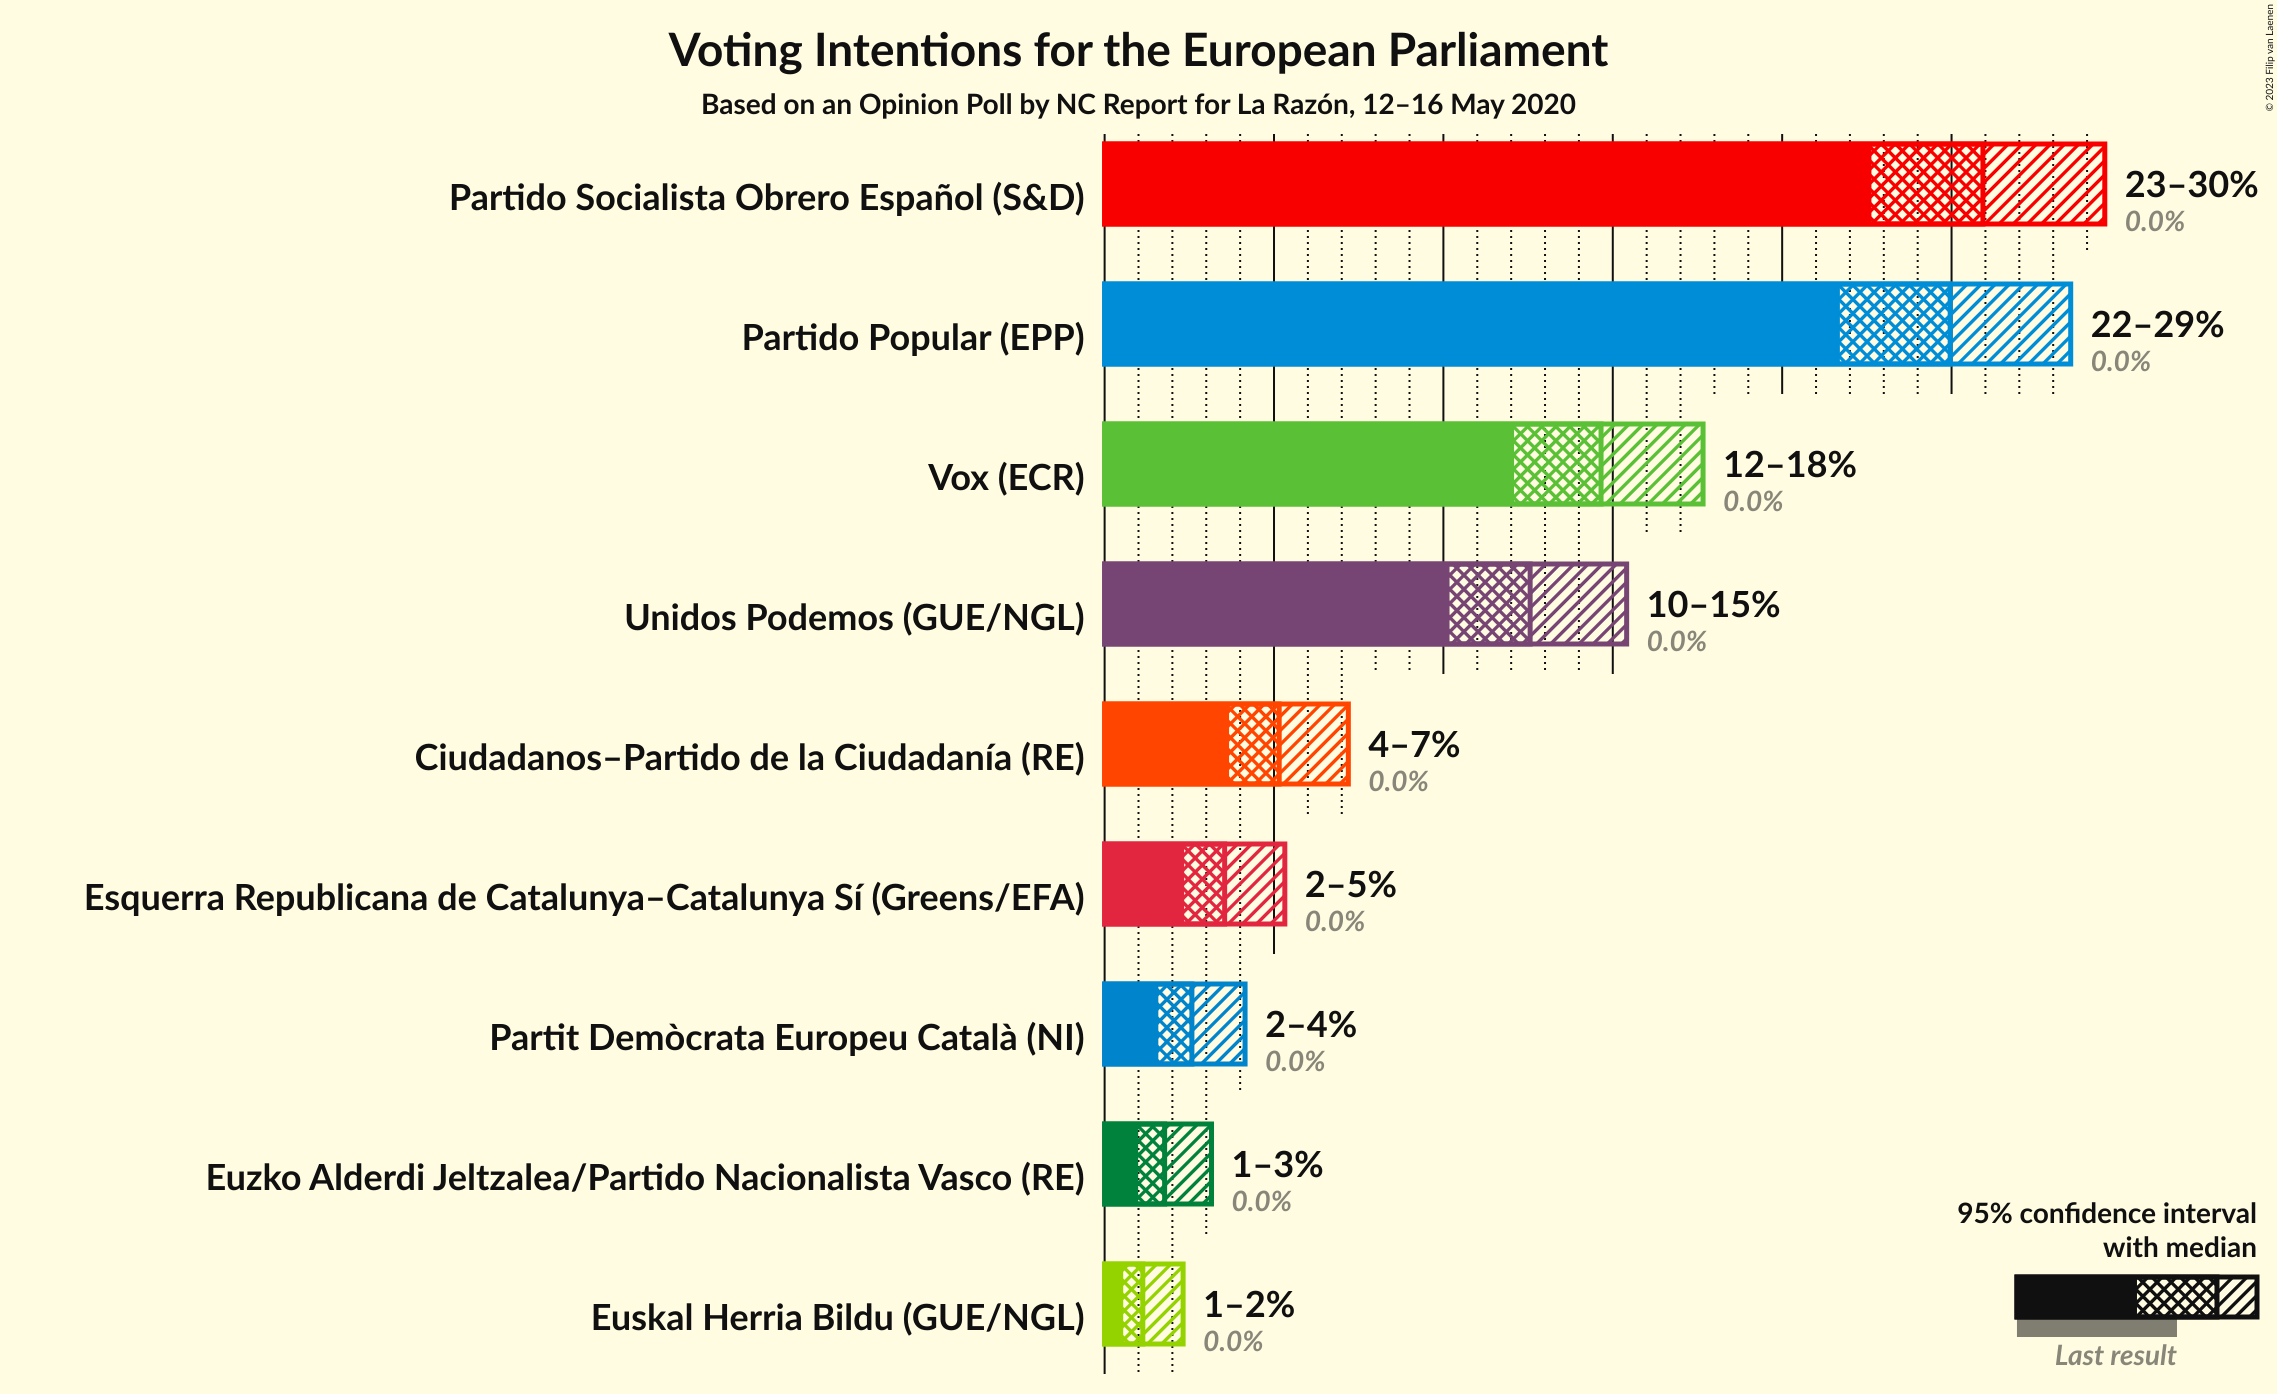 Voting Intentions for the European Parliament
Based on an Opinion Poll by NC Report for La Razón, 12–16 May 2020
© 2023 Filip van Laenen
Partido Socialista Obrero Español (S&D)
23–30%
0.0%
Partido Popular (EPP)
22–29%
0.0%
Vox (ECR)
12–18%
0.0%
Unidos Podemos (GUE/NGL)
10–15%
0.0%
Ciudadanos–Partido de la Ciudadanía (RE)
4–7%
0.0%
Esquerra Republicana de Catalunya–Catalunya Sí (Greens/EFA)
2–5%
0.0%
Partit Demòcrata Europeu Català (NI)
2–4%
0.0%
Euzko Alderdi Jeltzalea/Partido Nacionalista Vasco (RE)
1–3%
0.0%
Euskal Herria Bildu (GUE/NGL)
1–2%
0.0%
95% confidence interval
with median
Last result